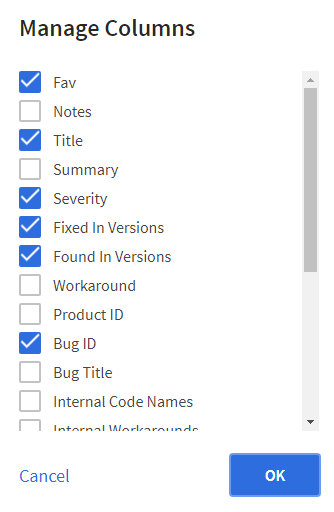 Manage Columns
Fav
Notes
Title
Summary
Severity
Fixed In Versions
Found In Versions
Workaround
Product ID
Bug ID
Bug Title
Internal Code Names
Internal Workarounds
Cancel
OK